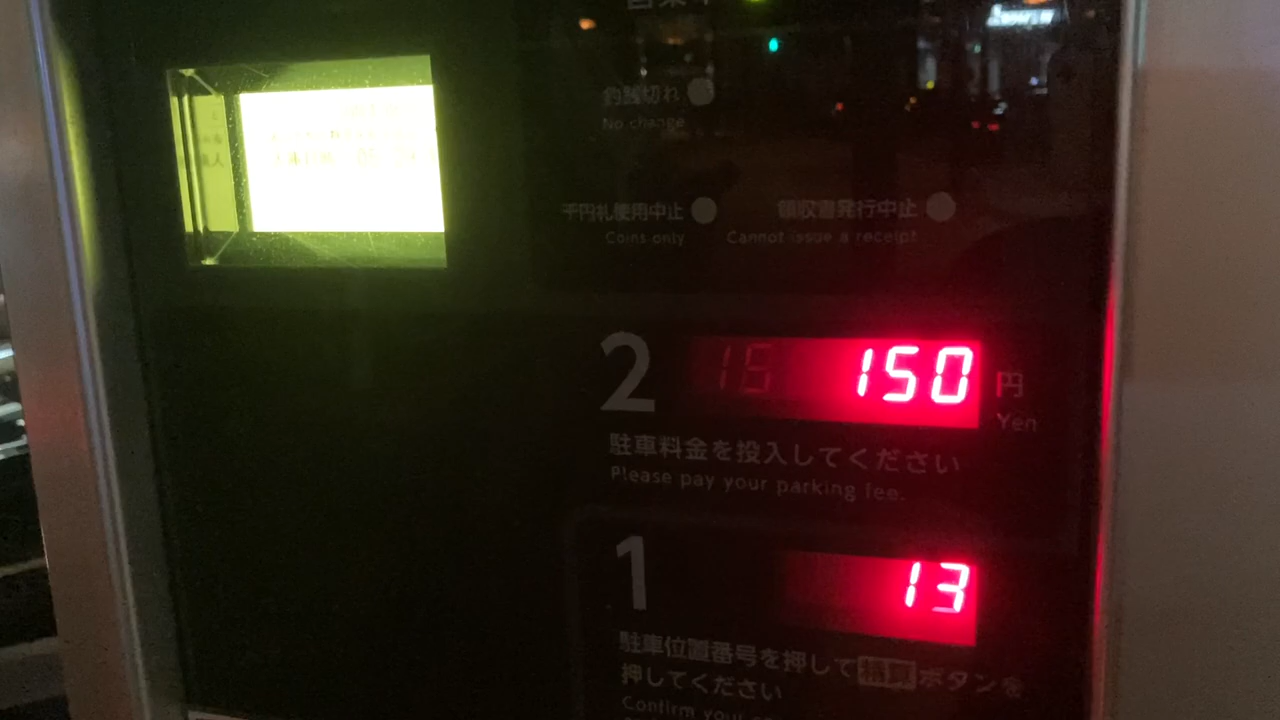 営業中
釣銭切れ
No change
千円札使用中止
Coins only
領収書発行中止
Cannot issue a receipt
2
150
円
Yen
駐車料金を投入してください
Please pay your parking fee.
1
13
駐車位置番号を押して精算ボタンを
押してください
Confirm your